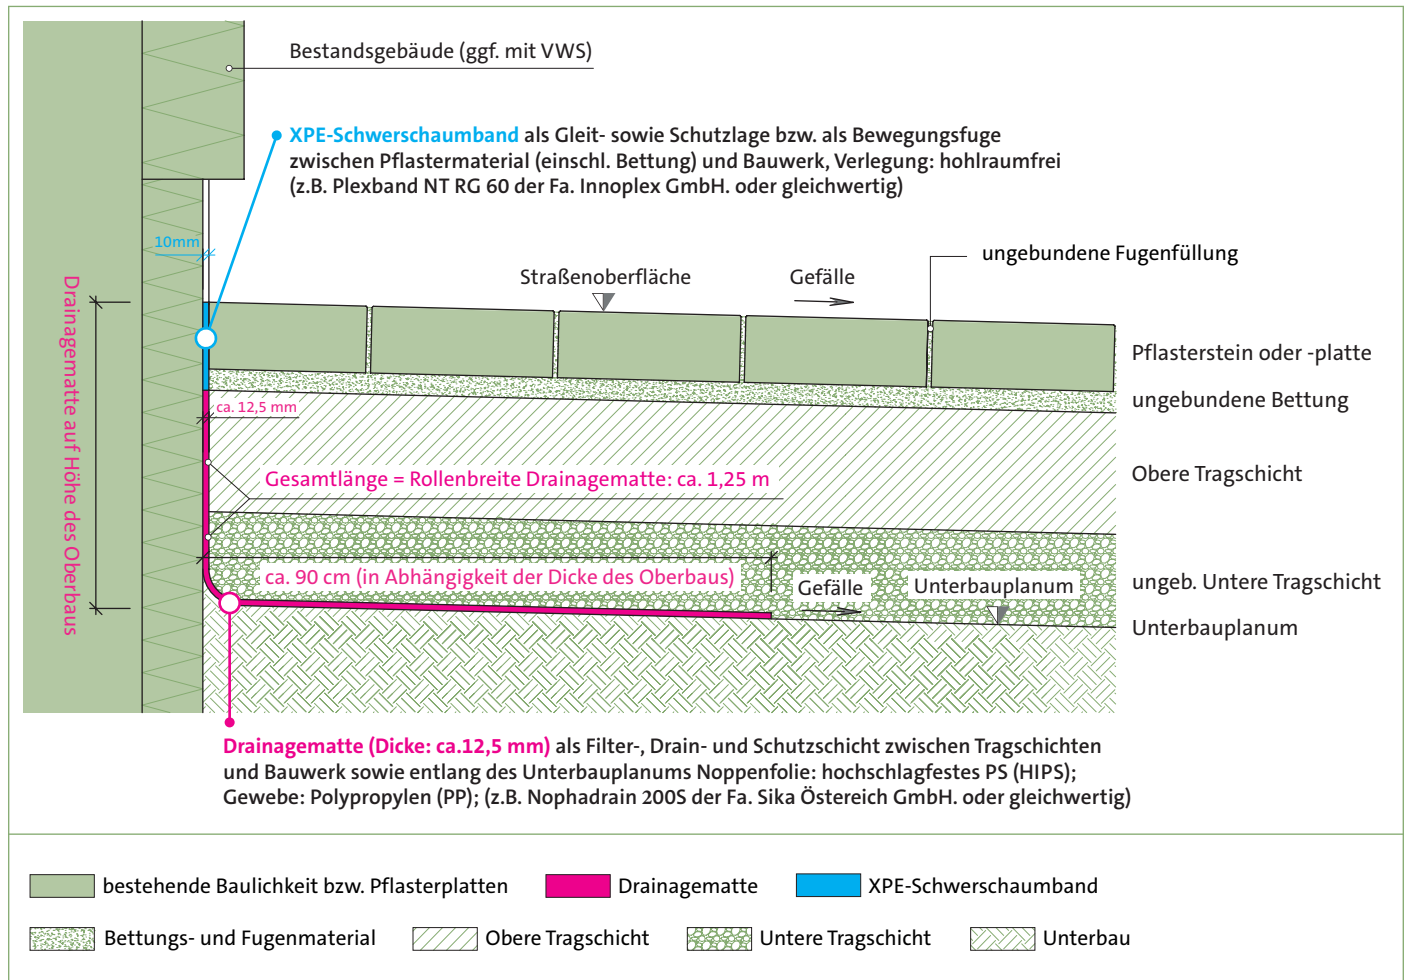 Bestandsgebäude (ggf. mit VWS)
XPE-Schwerschaumband als Gleit- sowie Schutzlage bzw. als Bewegungsfuge
zwischen Pflastermaterial (einschl. Bettung) und Bauwerk, Verlegung: hohlraumfrei
(z.B. Plexband NT RG 60 der Fa. Innoplex GmbH. oder gleichwertig)
10mm
ungebundene Fugenfüllung
Straßenoberfläche
Gefälle
Drainagematte auf Höhe des Oberbaus
Pflasterstein oder -platte
ungebundene Bettung
ca. 12,5 mm
Obere Tragschicht
Gesamtlänge = Rollenbreite Drainagematte: ca. 1,25 m
ca. 90 cm (in Abhängigkeit der Dicke des Oberbaus)
Gefälle
Unterbauplanum
ungeb. Untere Tragschicht
Unterbauplanum
Drainagematte (Dicke: ca.12,5 mm) als Filter-, Drain- und Schutzschicht zwischen Tragschichten
und Bauwerk sowie entlang des Unterbauplanums Noppenfolie: hochschlagfestes PS (HIPS);
Gewebe: Polypropylen (PP); (z.B. Nophadrain 200S der Fa. Sika Östereich GmbH. oder gleichwertig)
bestehende Baulichkeit bzw. Pflasterplatten
Drainagematte
XPE-Schwerschaumband
Bettungs- und Fugenmaterial
Obere Tragschicht
Untere Tragschicht
Unterbau